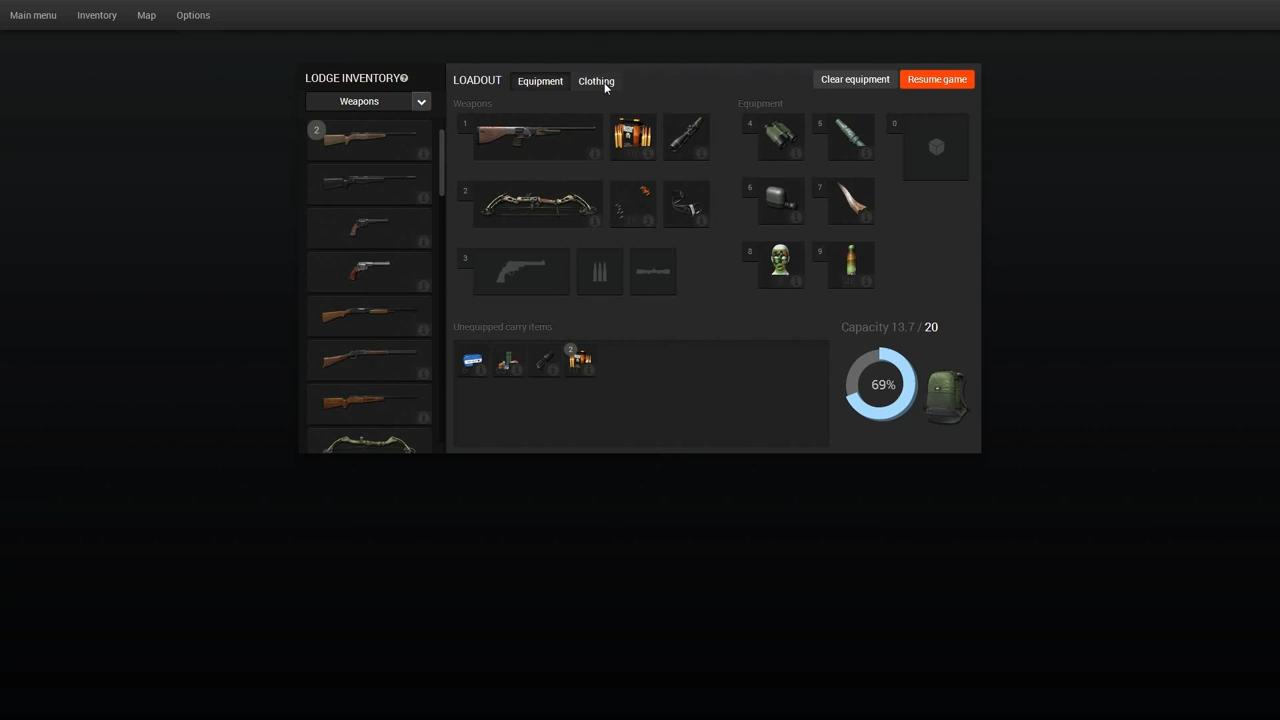 Main menu Inventory Map Options
LODGE INVENTORY
Weapons
2
LOADOUT Equipment Clothing Clear equipment Resume game
Weapons
1
2
3
Equipment
4 5 0
6 7
8 9
Unequipped carry items
2
Capacity 13.7 / 20
69%